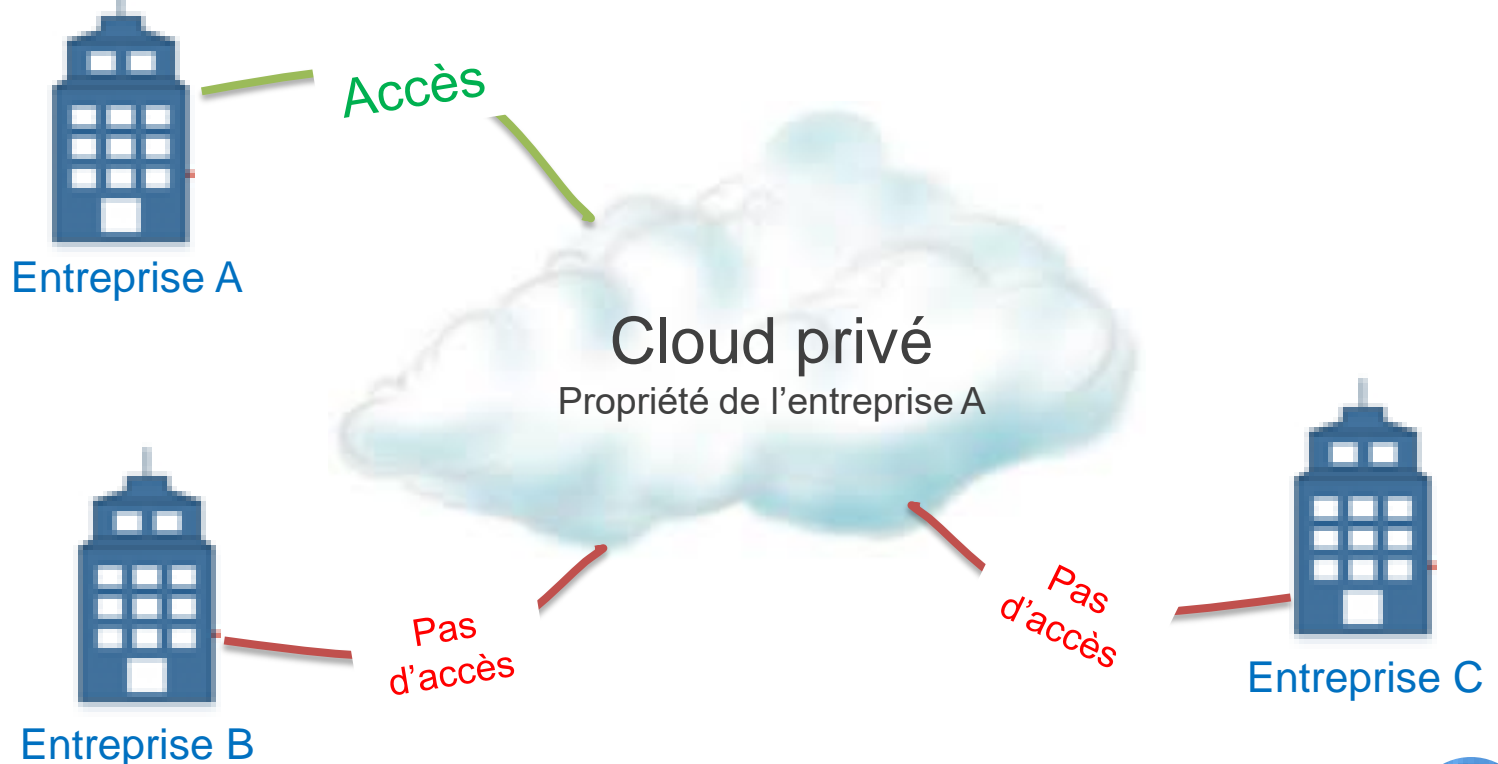 Accès
Entreprise A
Cloud privé
Propriété de l’entreprise A
Pas
d’accès
Pas
d’accès
Entreprise C
Entreprise B